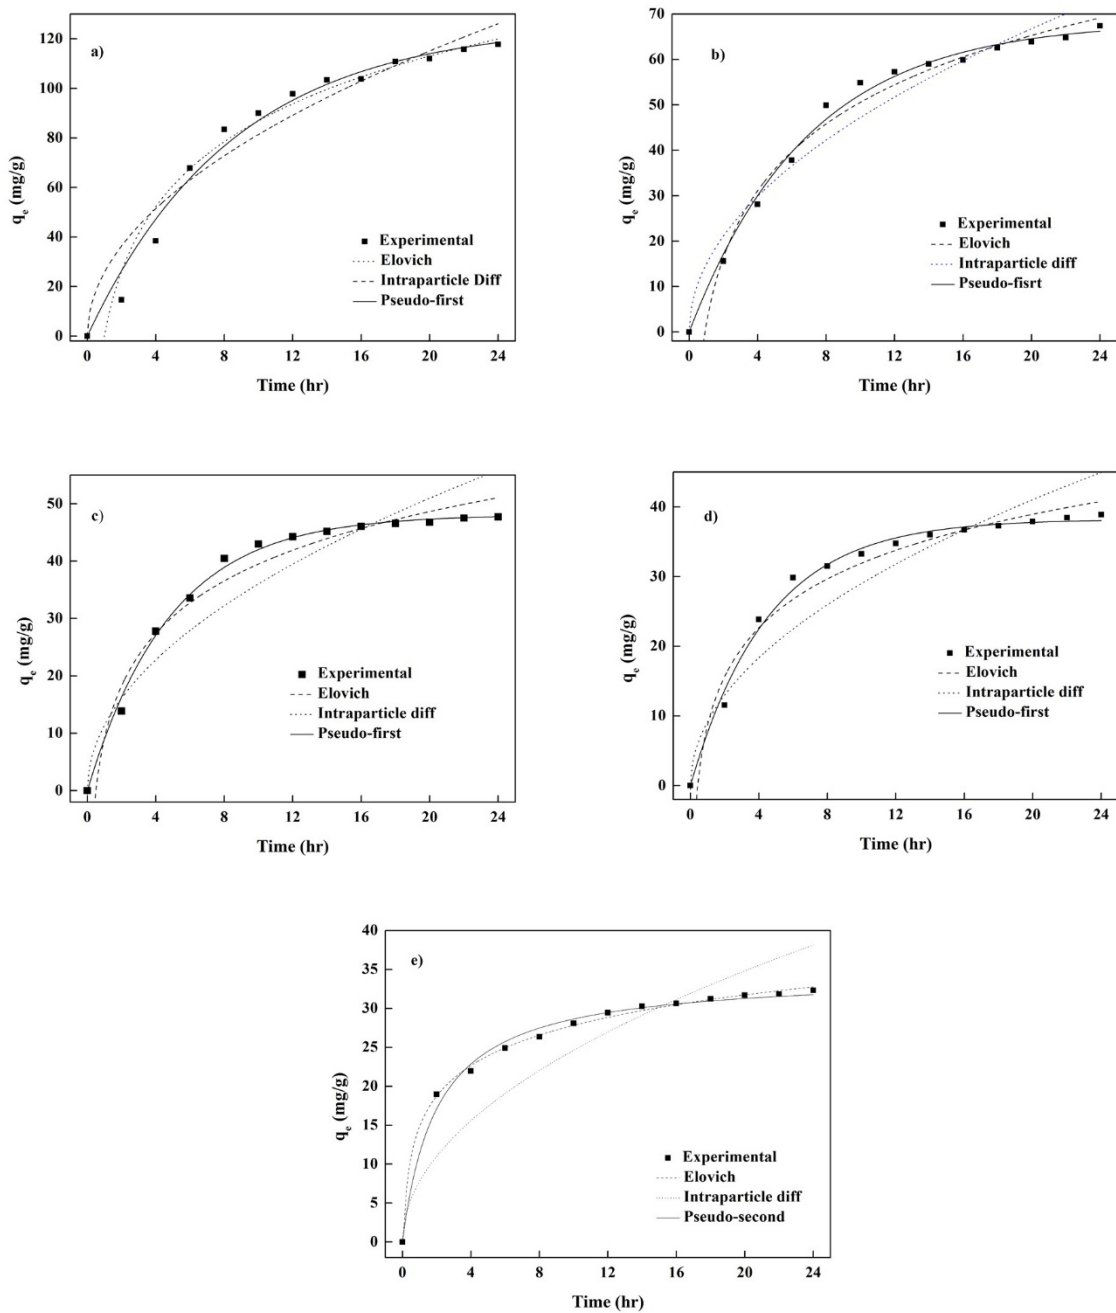 a)
120
100
80
60
40
20
0
q_e (mg/g)
Experimental
Elovich
Intraparticle Diff
Pseudo-first
0 4 8 12 16 20 24
Time (hr)
b)
70
60
50
40
30
20
10
0
q_e (mg/g)
Experimental
Elovich
Intraparticle diff
Pseudo-fisrt
0 4 8 12 16 20 24
Time (hr)
c)
50
40
30
20
10
0
q_e (mg/g)
Experimental
Elovich
Intraparticle diff
Pseudo-first
0 4 8 12 16 20 24
Time (hr)
d)
40
30
20
10
0
q_e (mg/g)
Experimental
Elovich
Intraparticle diff
Pseudo-first
0 4 8 12 16 20 24
Time (hr)
e)
40
35
30
25
20
15
10
5
0
q_e (mg/g)
Experimental
Elovich
Intraparticle diff
Pseudo-second
0 4 8 12 16 20 24
Time (hr)